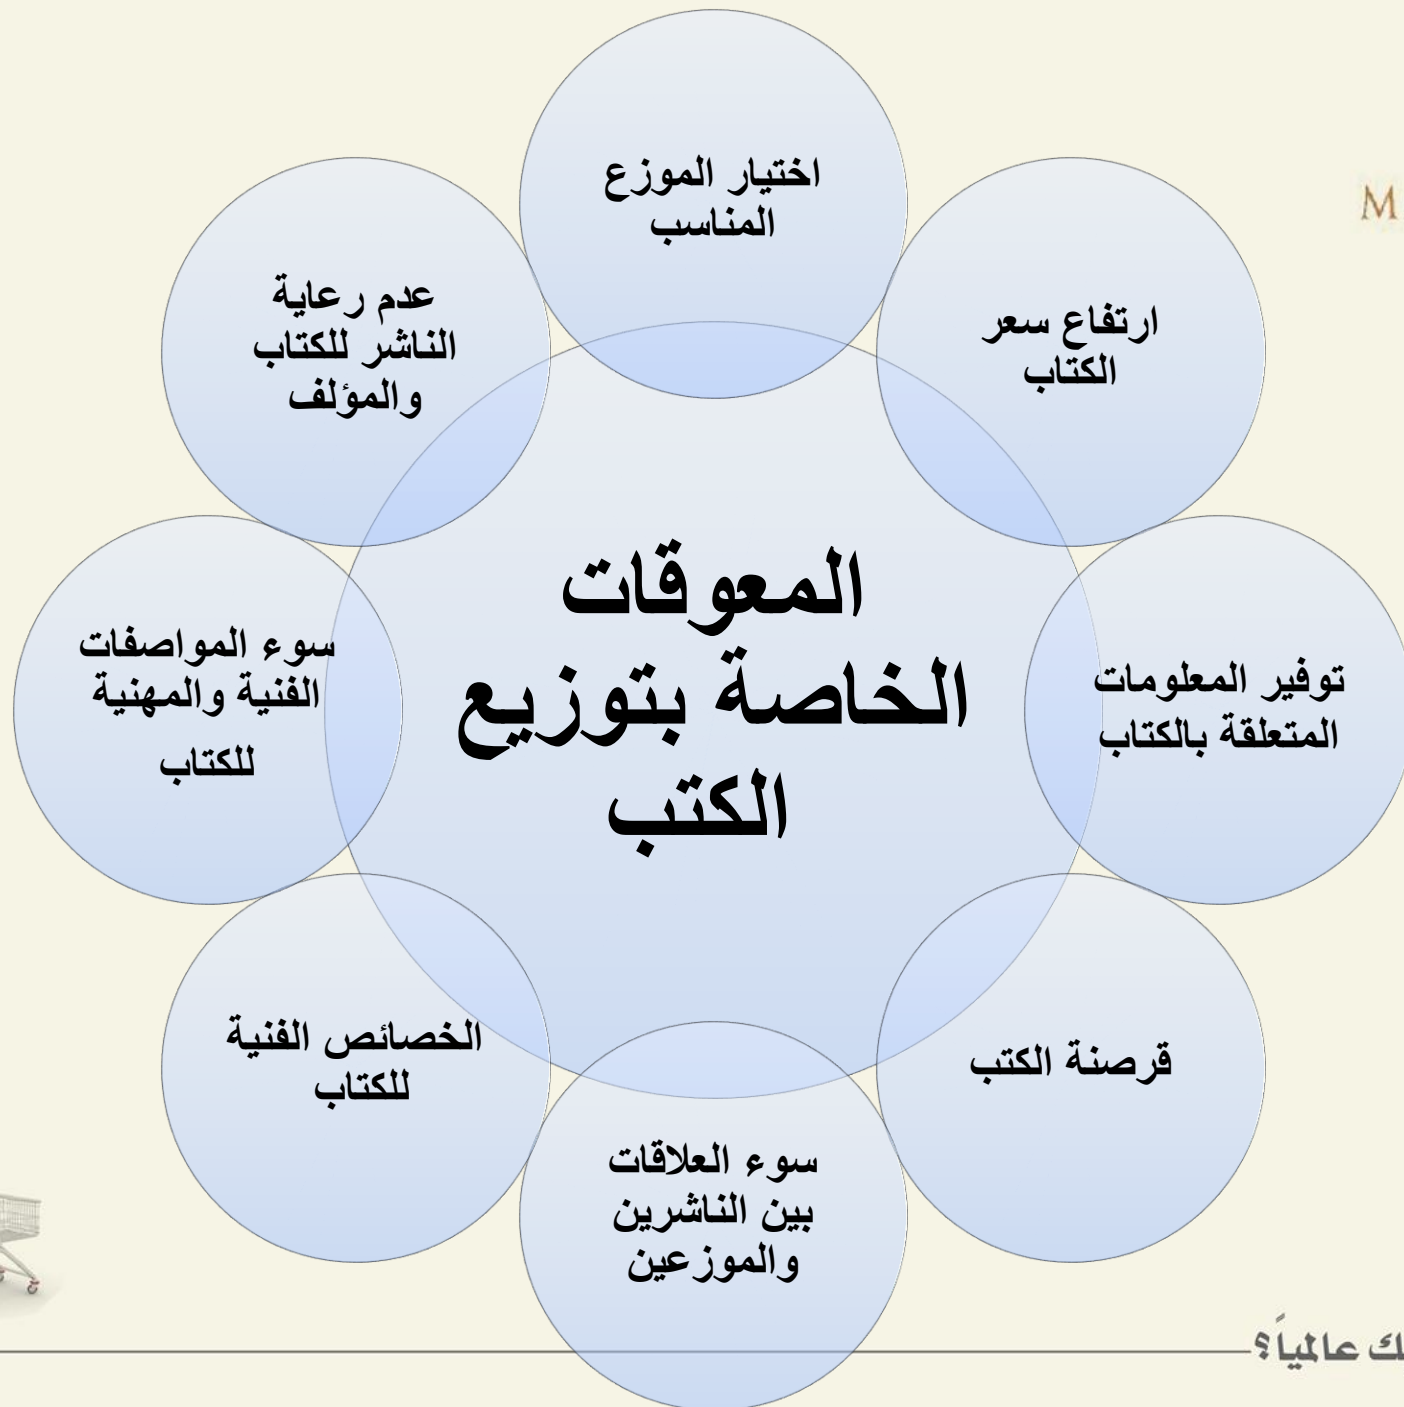 اختيار الموزع
المناسب
ارتفاع سعر
الكتاب
توفير المعلومات
المتعلقة بالكتاب
قرصنة الكتب
سوء العلاقات
بين الناشرين
والموزعين
الخصائص الفنية
للكتاب
سوء المواصفات
الفنية والمهنية
للكتاب
عدم رعاية
الناشر للكتاب
والمؤلف
المعوقات
الخاصة بتوزيع
الكتب
M
عالمياً؟